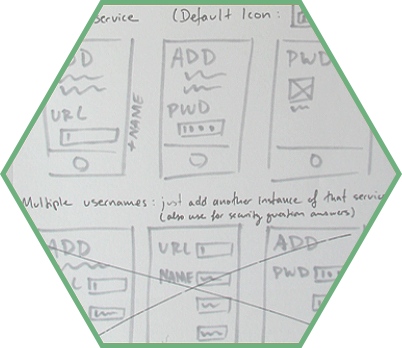 Service (Default Icon:
ADD PWD
URL PWD
+NAME
Multiple usernames: just add another instance of that service
(also use for security question answers)
ADD URL ADD
NAME PWD